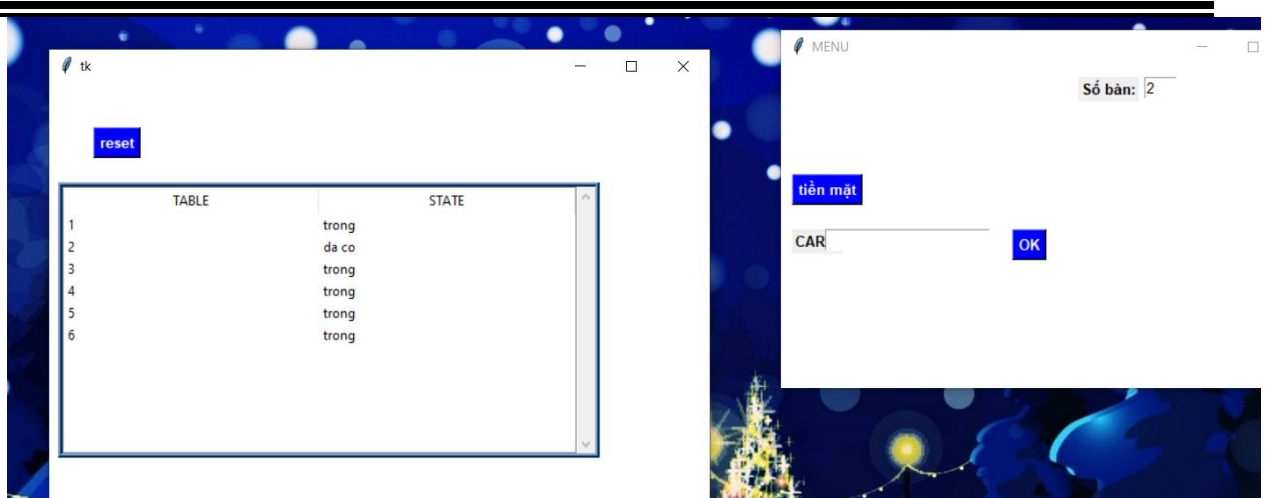 tk
reset
TABLE STATE
1 trong
2 da co
3 trong
4 trong
5 trong
6 trong
MENU
Số bàn: 2
tiền mặt
CAR
OK